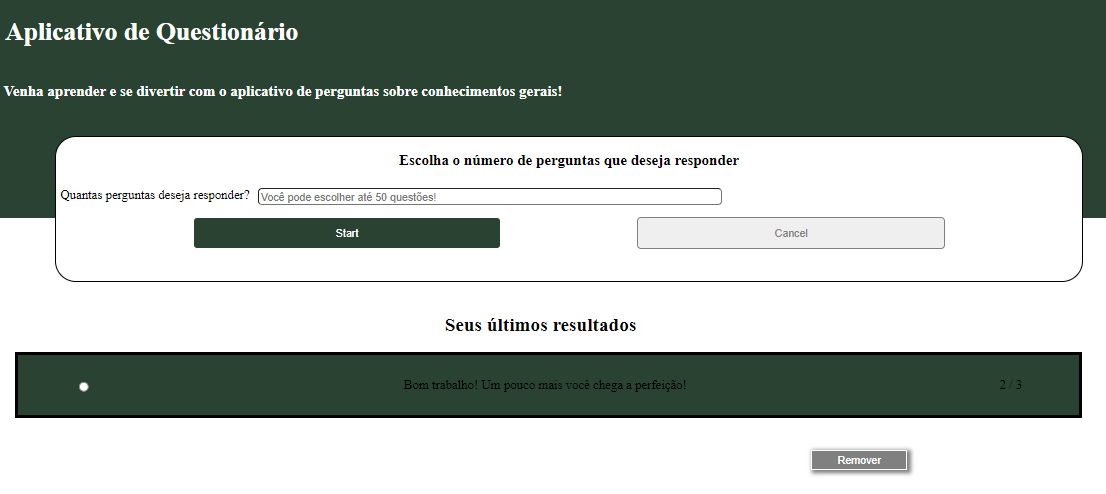 Aplicativo de Questionário
Venha aprender e se divertir com o aplicativo de perguntas sobre conhecimentos gerais!
Escolha o número de perguntas que deseja responder
Quantas perguntas deseja responder? Você pode escolher até 50 questões!
Start Cancel
Seus últimos resultados
Bom trabalho! Um pouco mais você chega a perfeição! 2 / 3
Remover